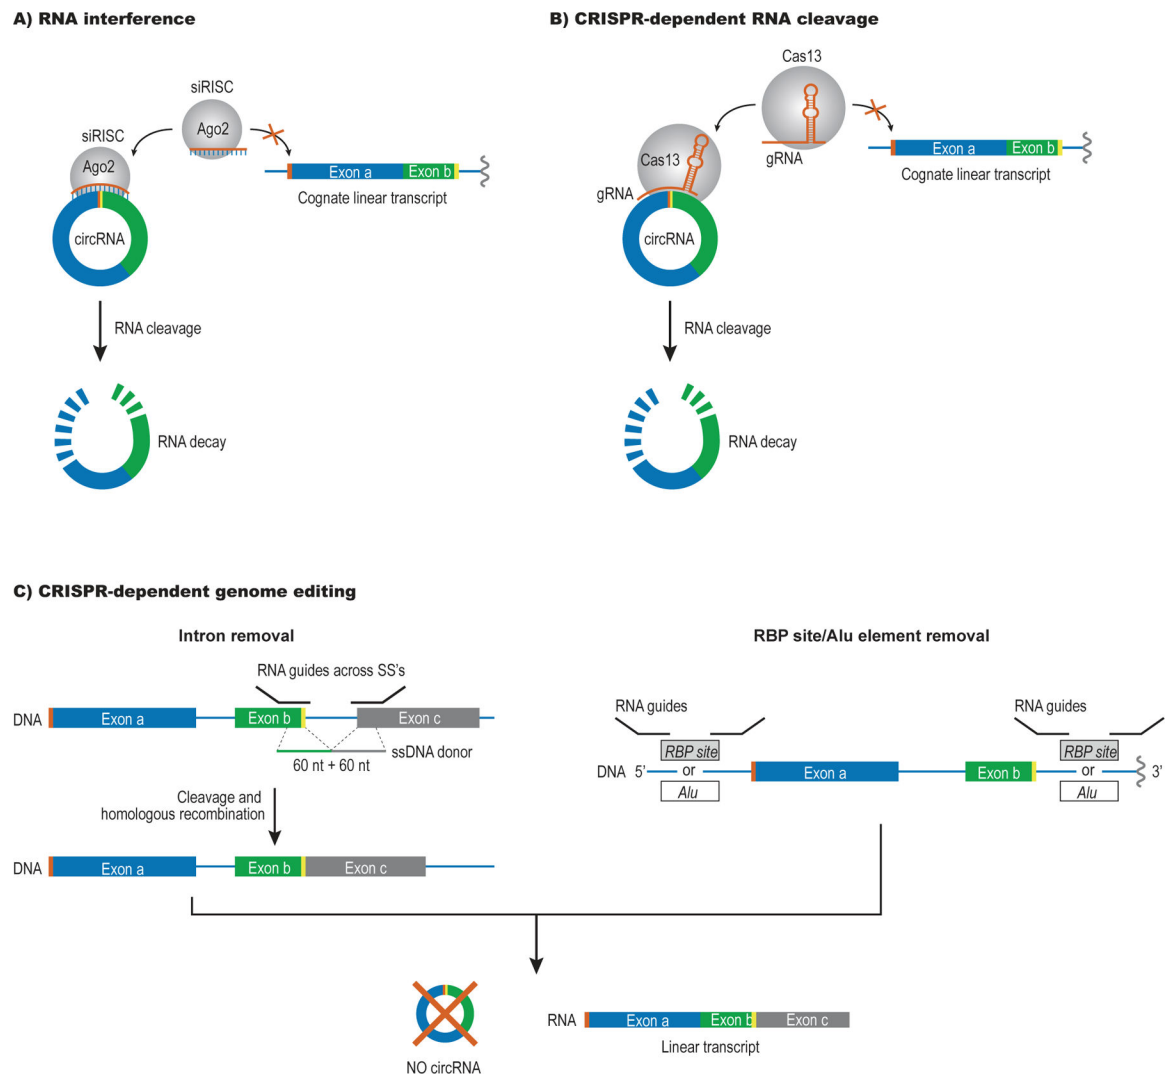 A) RNA interference
siRISC
Ago2
siRISC
Ago2
Exon a
Exon b
Cognate linear transcript
circRNA
RNA cleavage
RNA decay
B) CRISPR-dependent RNA cleavage
Cas13
gRNA
Cas13
gRNA
Exon a
Exon b
Cognate linear transcript
circRNA
RNA cleavage
RNA decay
C) CRISPR-dependent genome editing
Intron removal
RNA guides across SS's
DNA
Exon a
Exon b
Exon c
ssDNA donor
60 nt + 60 nt
Cleavage and
homologous recombination
DNA
Exon a
Exon b
Exon c
RBP site/Alu element removal
RNA guides
RNA guides
RBP site
RBP site
DNA 5’
or
Exon a
Exon b
or
3’
Alu
Alu
NO circRNA
RNA
Exon a
Exon b
Exon c
Linear transcript